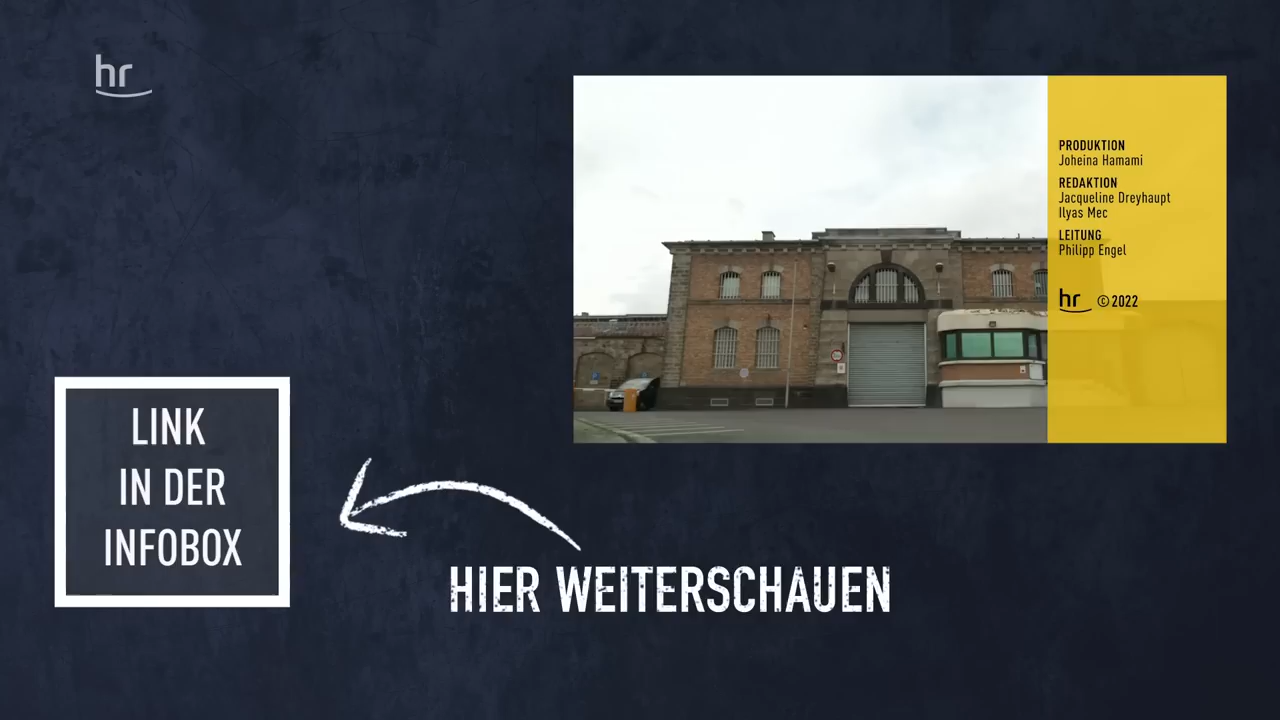 hr
PRODUKTION
Joheina Hamami
REDAKTION
Jacqueline Dreyhaupt
Ilyas Mec
LEITUNG
Philipp Engel
hr © 2022
LINK
IN DER
INFOBOX
HIER WEITERSCHAUEN